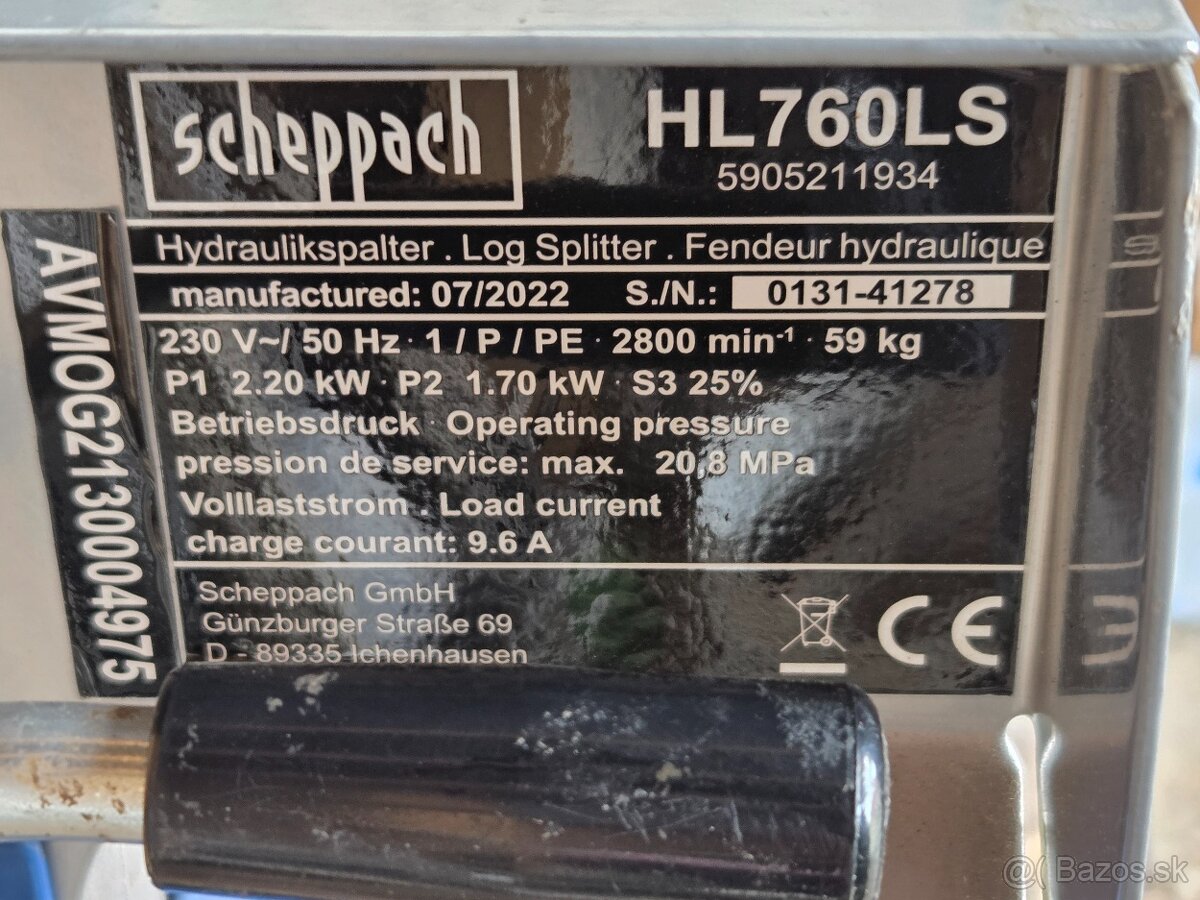 scheppach
HL760LS
5905211934
Hydraulikspalter . Log Splitter . Fendeur hydraulique
manufactured: 07/2022 S./N.: 0131-41278
230 V~/ 50 Hz · 1 / P / PE · 2800 min-¹ · 59 kg
P1 2.20 kW · P2 1.70 kW · S3 25%
Betriebsdruck · Operating pressure
pression de service: max. 20,8 MPa
Volllaststrom . Load current
charge courant: 9.6 A
Scheppach GmbH
Günzburger Straße 69
D - 89335 Ichenhausen
CE
AVMOG2130004975
@( Bazos.sk